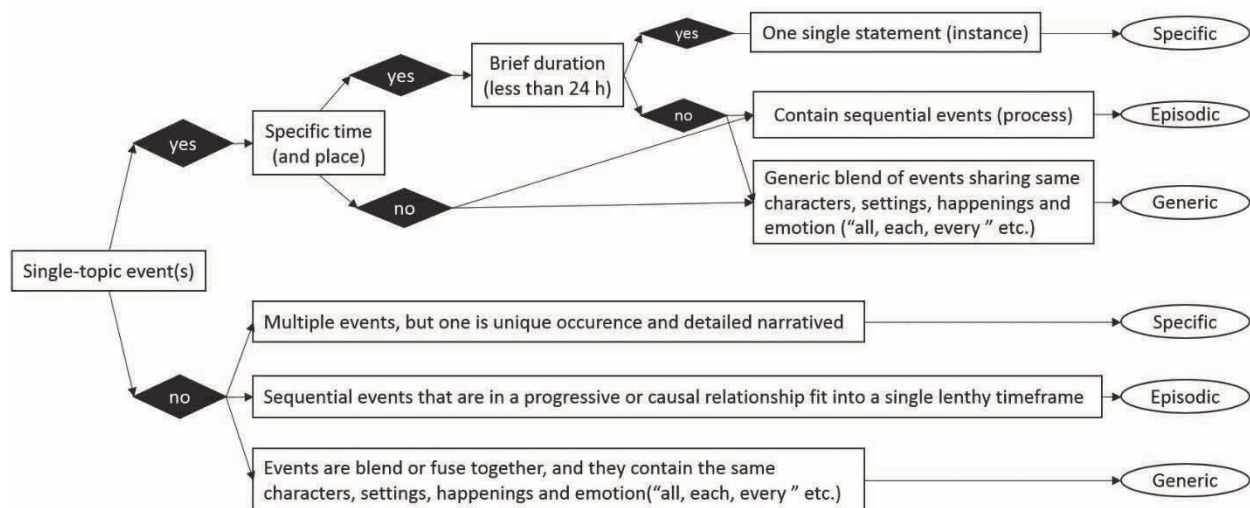 yes
One single statement (instance)
Specific
yes
Brief duration
(less than 24 h)
no
Contain sequential events (process)
Episodic
yes
Specific time
(and place)
no
Generic blend of events sharing same
characters, settings, happenings and
emotion (“all, each, every ” etc.)
Generic
Single-topic event(s)
Multiple events, but one is unique occurence and detailed narratived
Specific
no
Sequential events that are in a progressive or causal relationship fit into a single lenthy timeframe
Episodic
Events are blend or fuse together, and they contain the same
characters, settings, happenings and emotion(“all, each, every ” etc.)
Generic